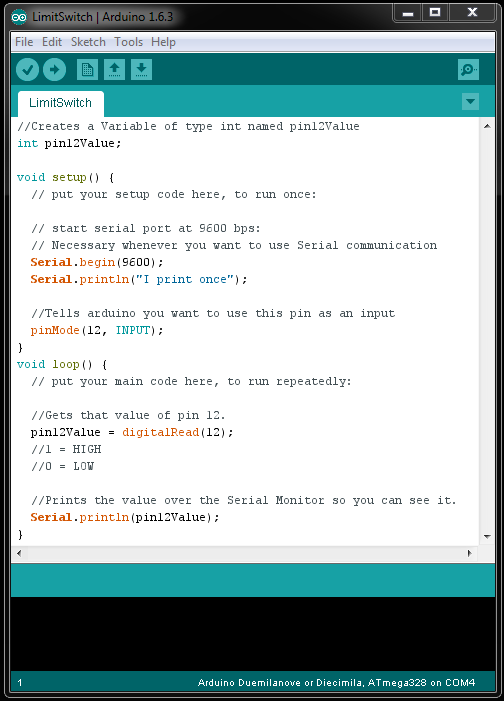 LimitSwitch | Arduino 1.6.3
File Edit Sketch Tools Help
LimitSwitch
//Creates a Variable of type int named pin12Value
int pin12Value;
void setup() {
// put your setup code here, to run once:
// start serial port at 9600 bps:
// Necessary whenever you want to use Serial communication
Serial.begin(9600);
Serial.println("I print once");
//Tells arduino you want to use this pin as an input
pinMode(12, INPUT);
}
void loop() {
// put your main code here, to run repeatedly:
//Gets that value of pin 12.
pin12Value = digitalRead(12);
//1 = HIGH
//0 = LOW
//Prints the value over the Serial Monitor so you can see it.
Serial.println(pin12Value);
}
1 Arduino Duemilanove or Diecimila, ATmega328 on COM4